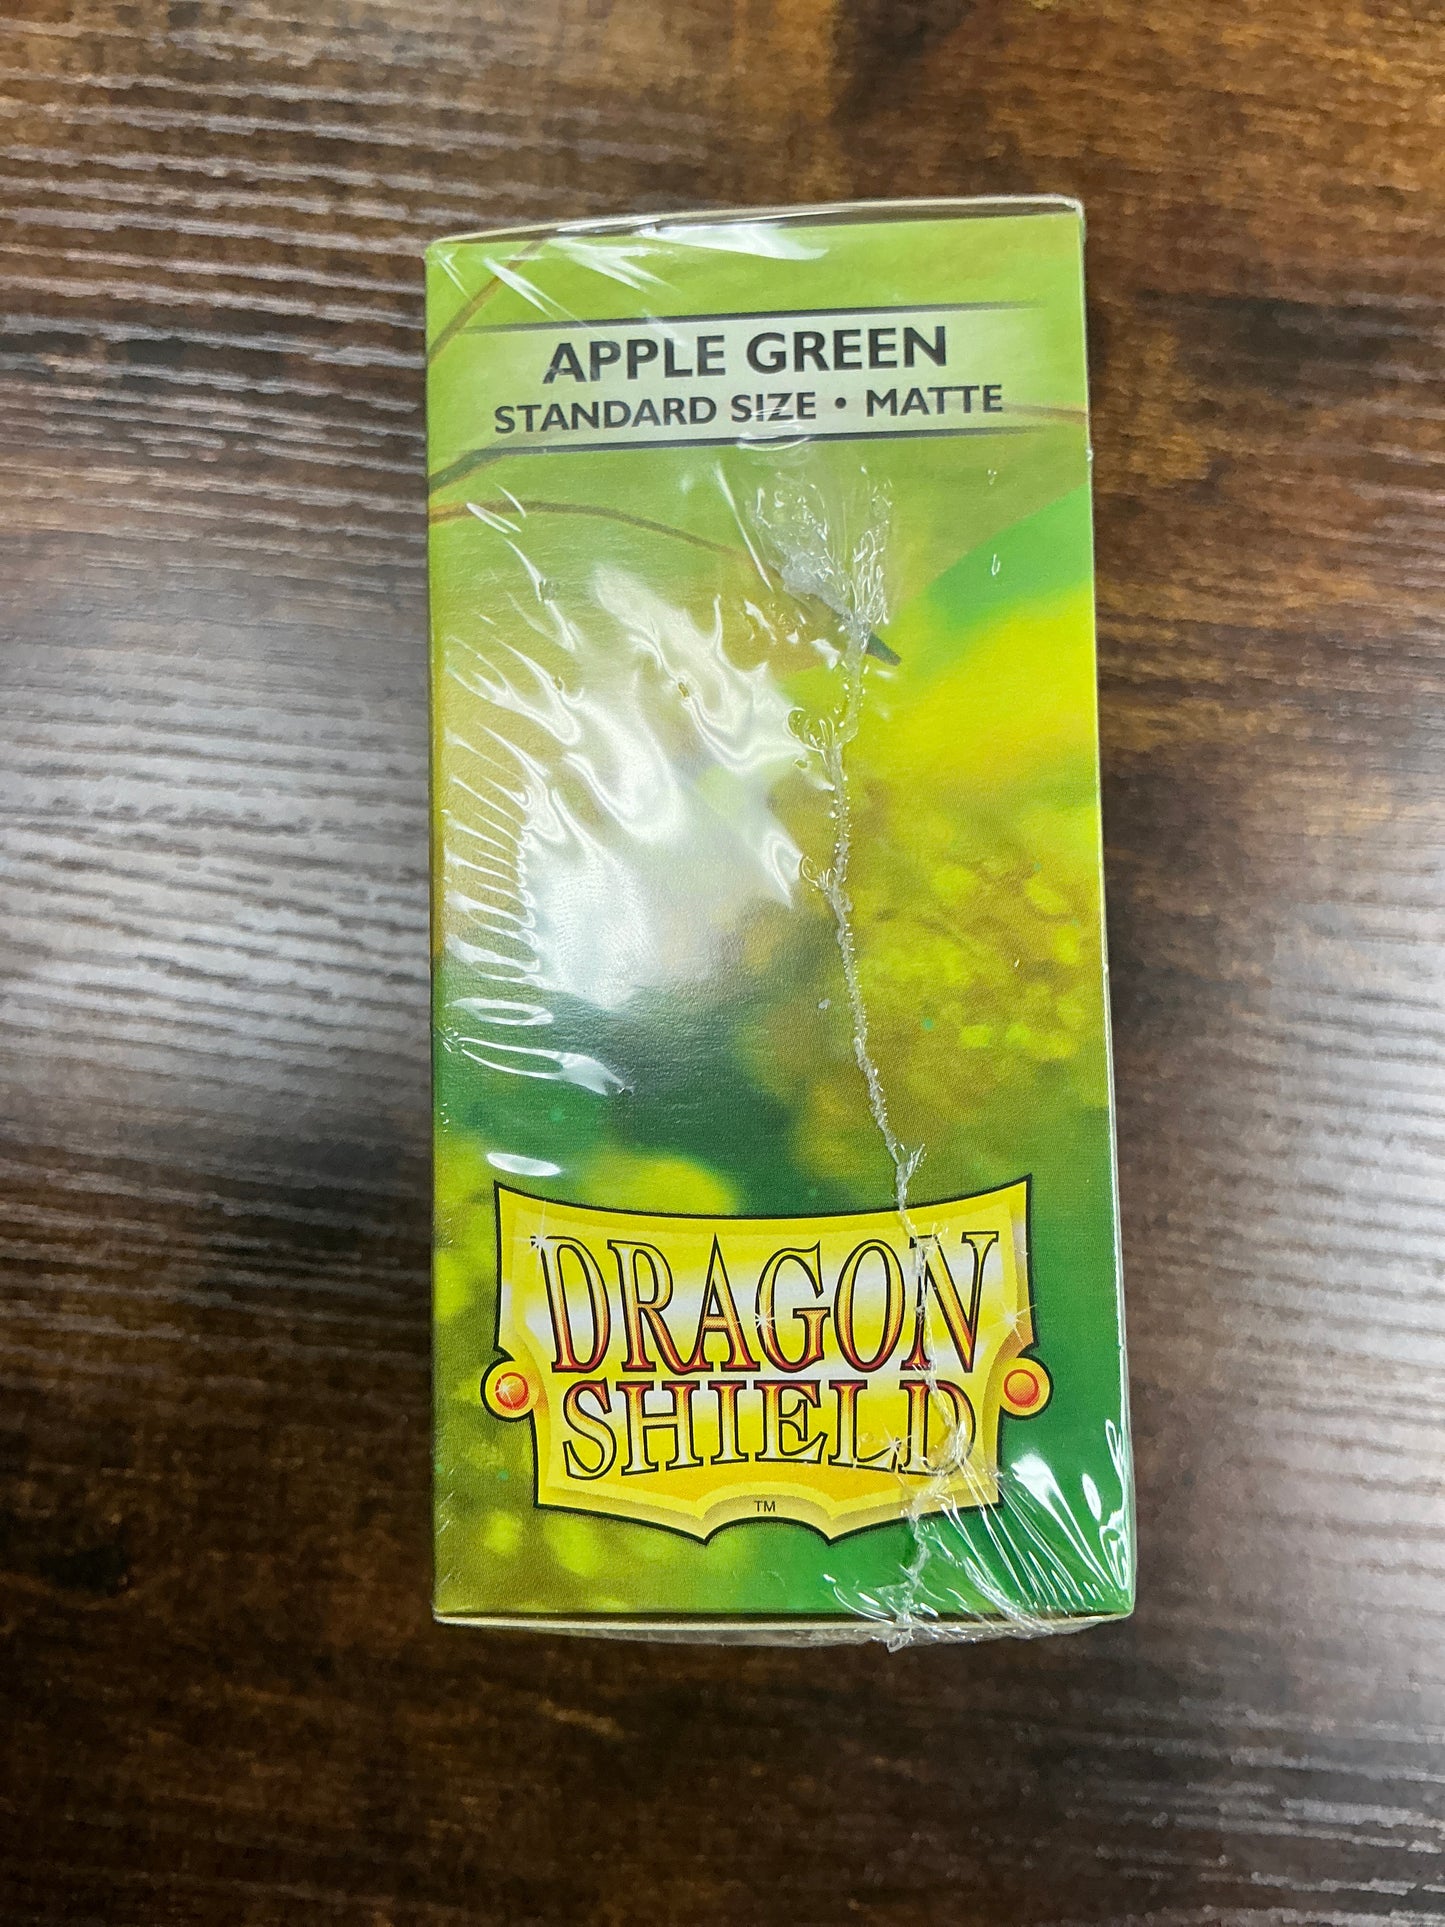 APPLE GREEN
STANDARD SIZE • MATTE
DRAGON
SHIELD
TM